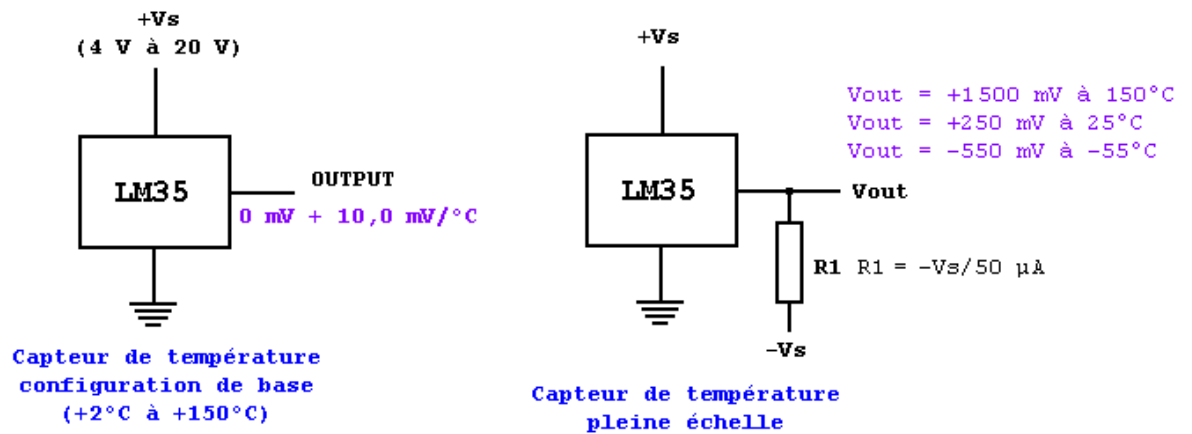 +Vs
(4 V à 20 V)
LM35
OUTPUT
0 mV + 10,0 mV/°C
Capteur de température
configuration de base
(+2°C à +150°C)
+Vs
Vout = +1500 mV à 150°C
Vout = +250 mV à 25°C
Vout = -550 mV à -55°C
LM35
Vout
R1 R1 = -Vs/50 µA
-Vs
Capteur de température
pleine échelle